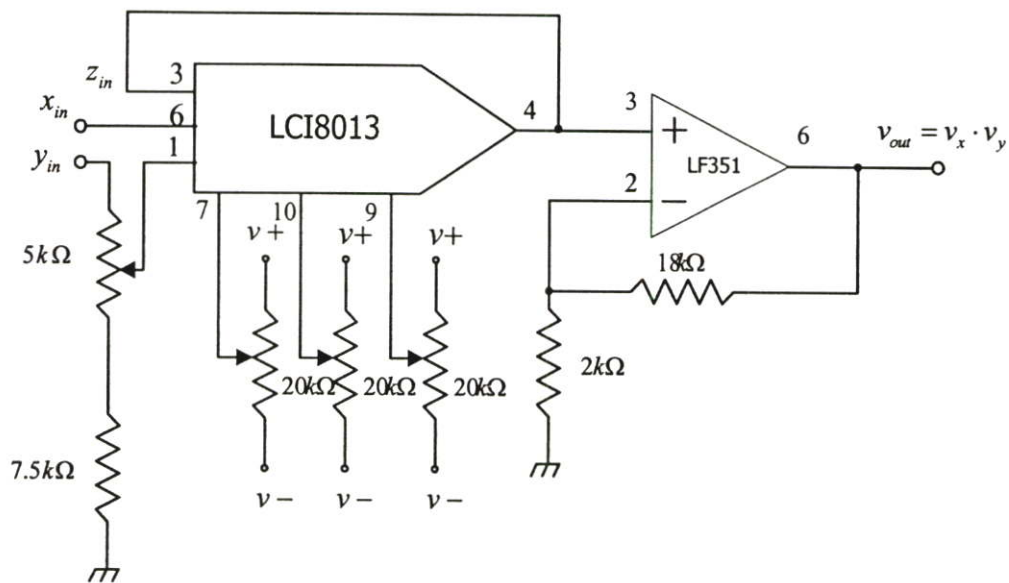 z_in 3
x_in 6
y_in 1
LCI8013
4
3
+
2
−
LF351
6
v_out = v_x · v_y
7 10 9
v+ v+ v+
5kΩ
18kΩ
20kΩ 20kΩ 20kΩ
2kΩ
7.5kΩ
v− v− v−